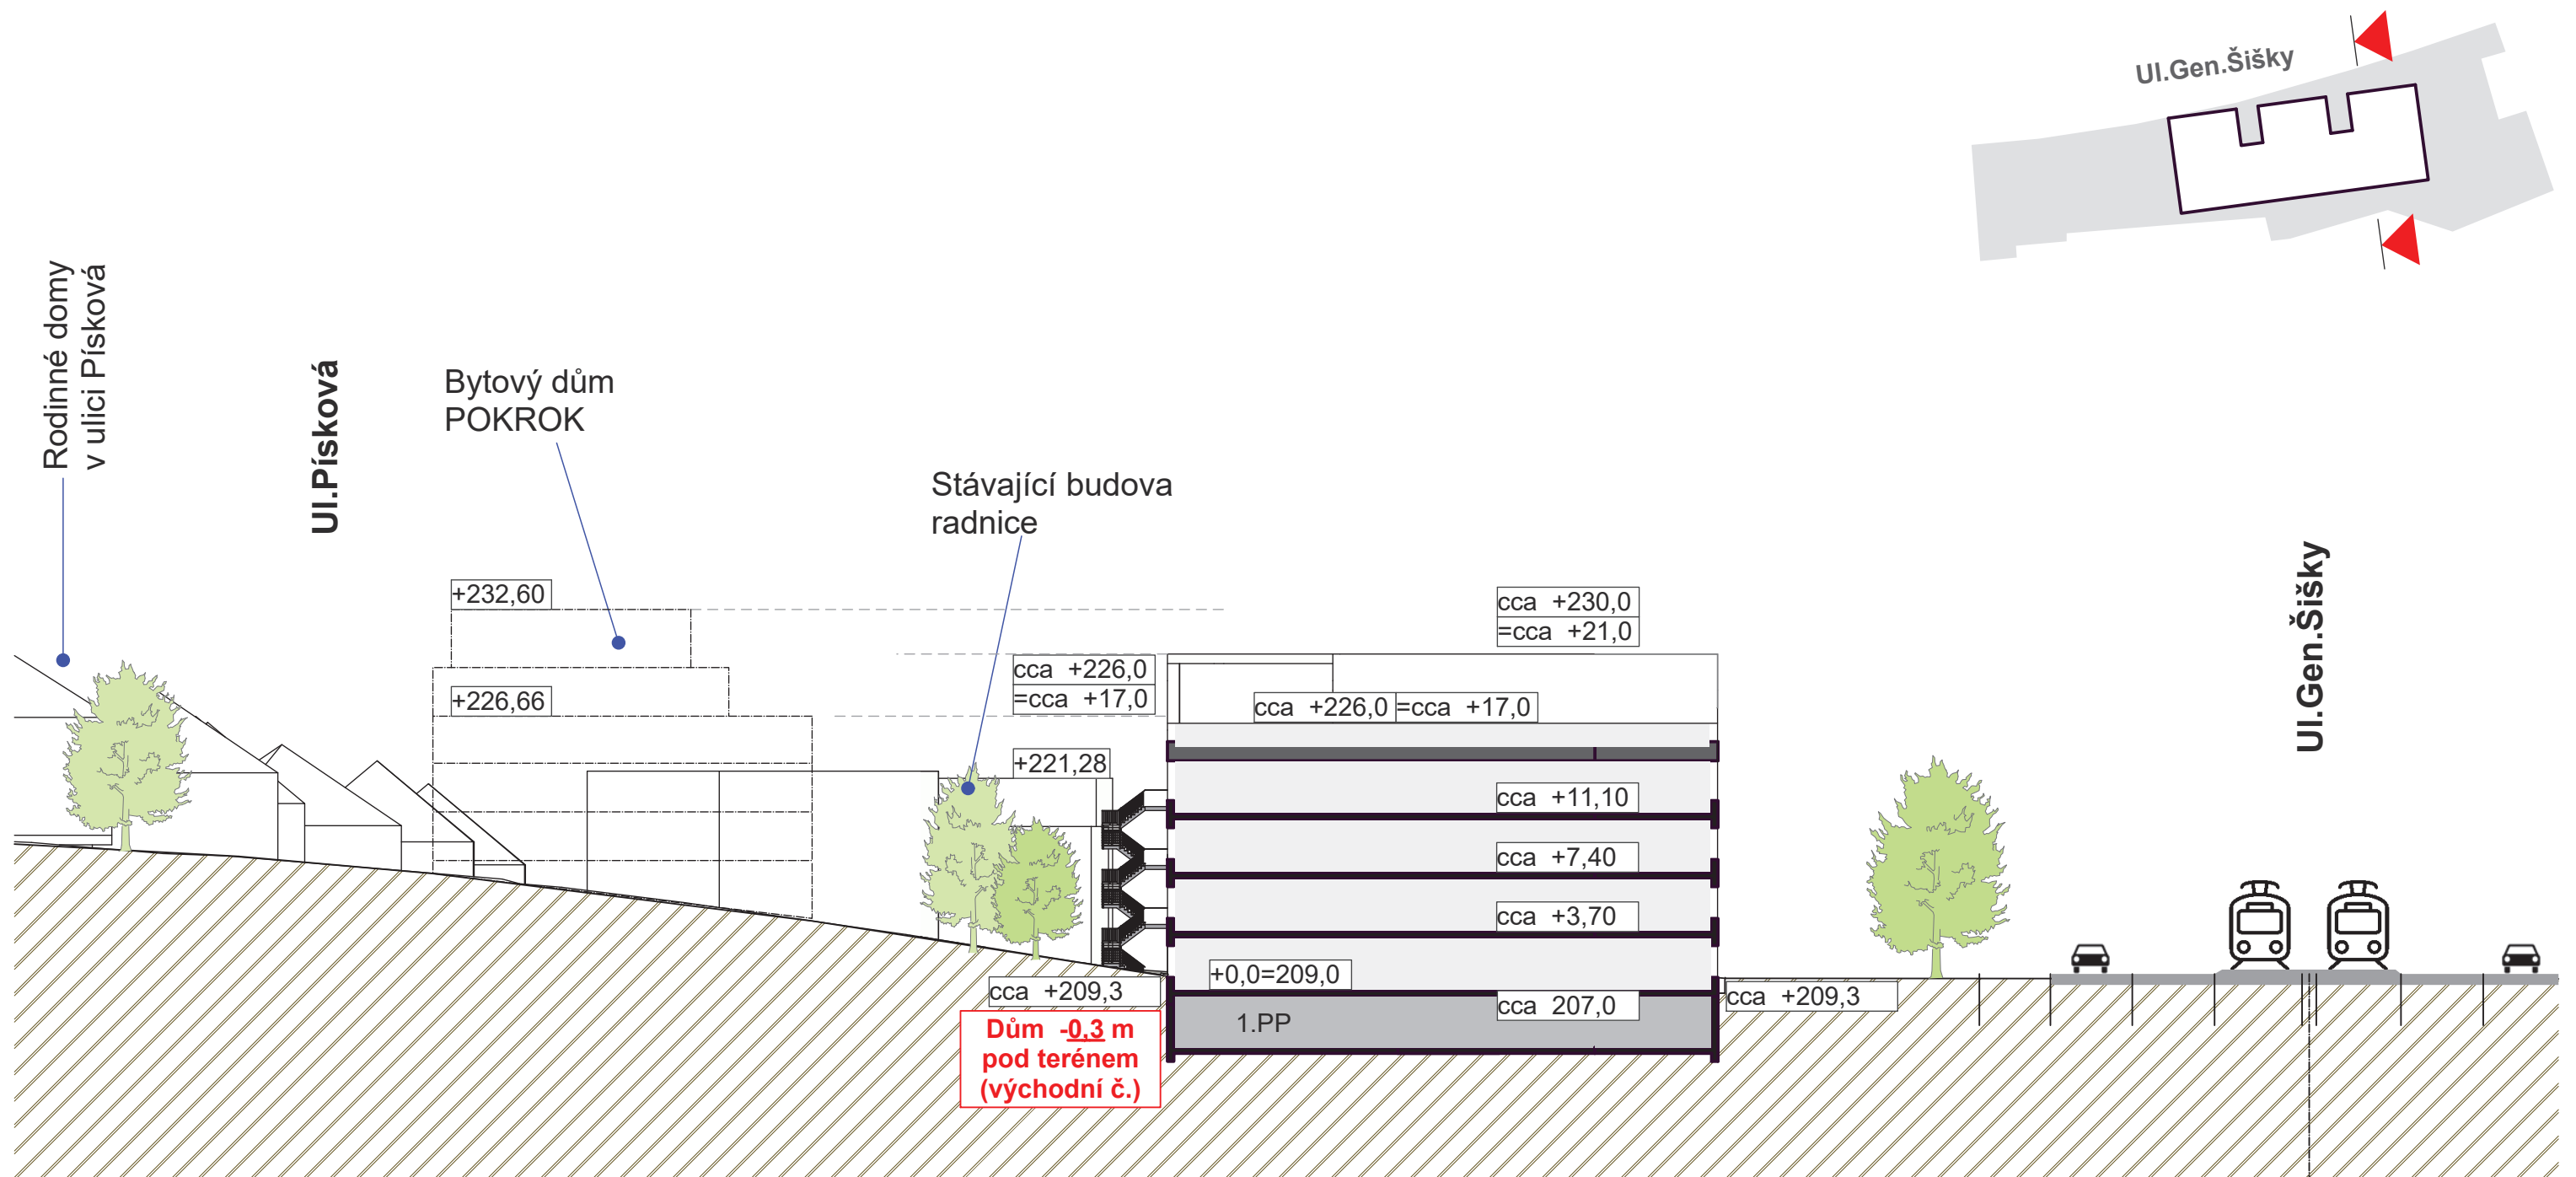 Ul.Gen.Šišky
Rodinné domy
v ulici Písková
Ul.Písková
Bytový dům
POKROK
Stávající budova
radnice
Ul.Gen.Šišky
+232,60
+226,66
cca +230,0
=cca +21,0
cca +226,0
=cca +17,0
cca +226,0 =cca +17,0
+221,28
cca +11,10
cca +7,40
cca +3,70
+0,0=209,0
cca +209,3
cca 207,0
cca +209,3
1.PP
Dům -0,3 m
pod terénem
(východní č.)